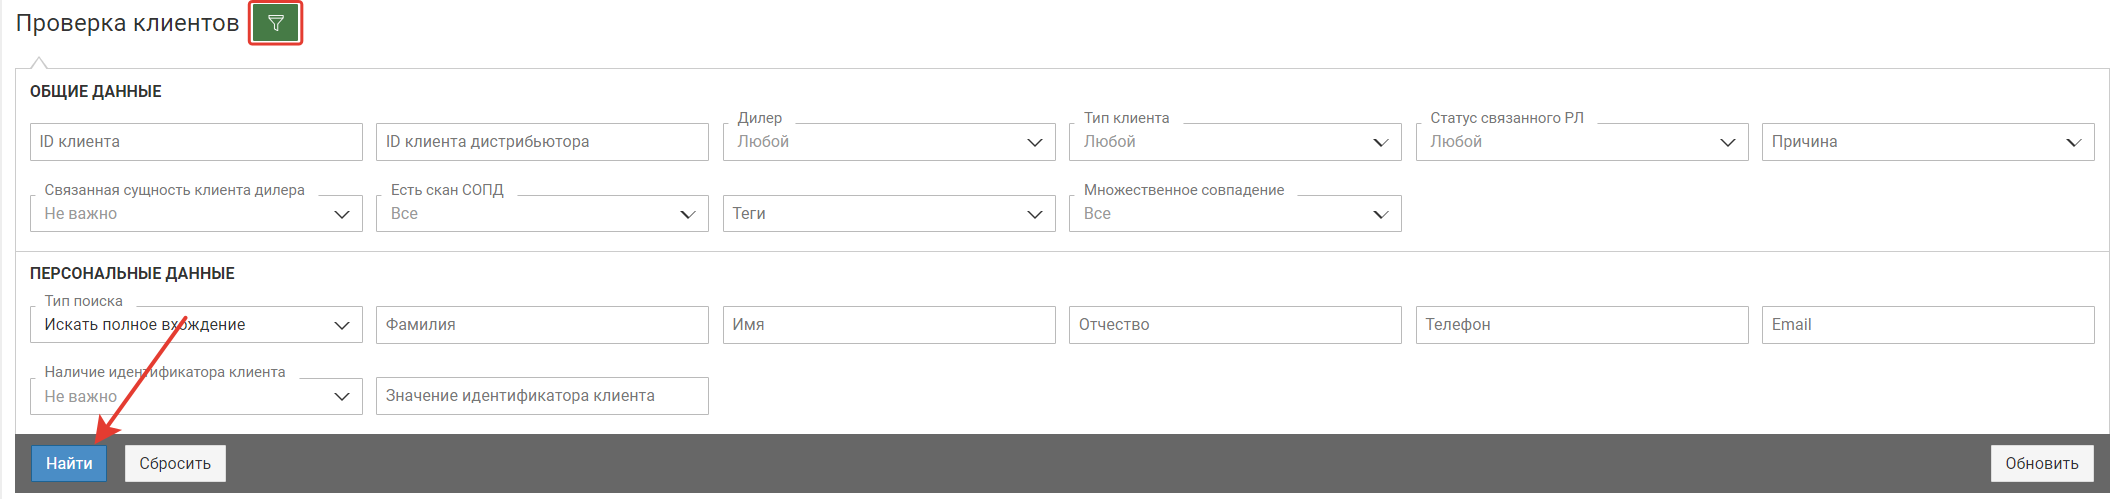 Проверка клиентов
ОБЩИЕ ДАННЫЕ
ID клиента
ID клиента дистрибьютора
Дилер
Любой
Тип клиента
Любой
Статус связанного РЛ
Любой
Причина
Связанная сущность клиента дилера
Не важно
Есть скан СОПД
Все
Теги
Множественное совпадение
Все
ПЕРСОНАЛЬНЫЕ ДАННЫЕ
Тип поиска
Искать полное вхождение
Фамилия
Имя
Отчество
Телефон
Email
Наличие идентификатора клиента
Не важно
Значение идентификатора клиента
Найти
Сбросить
Обновить